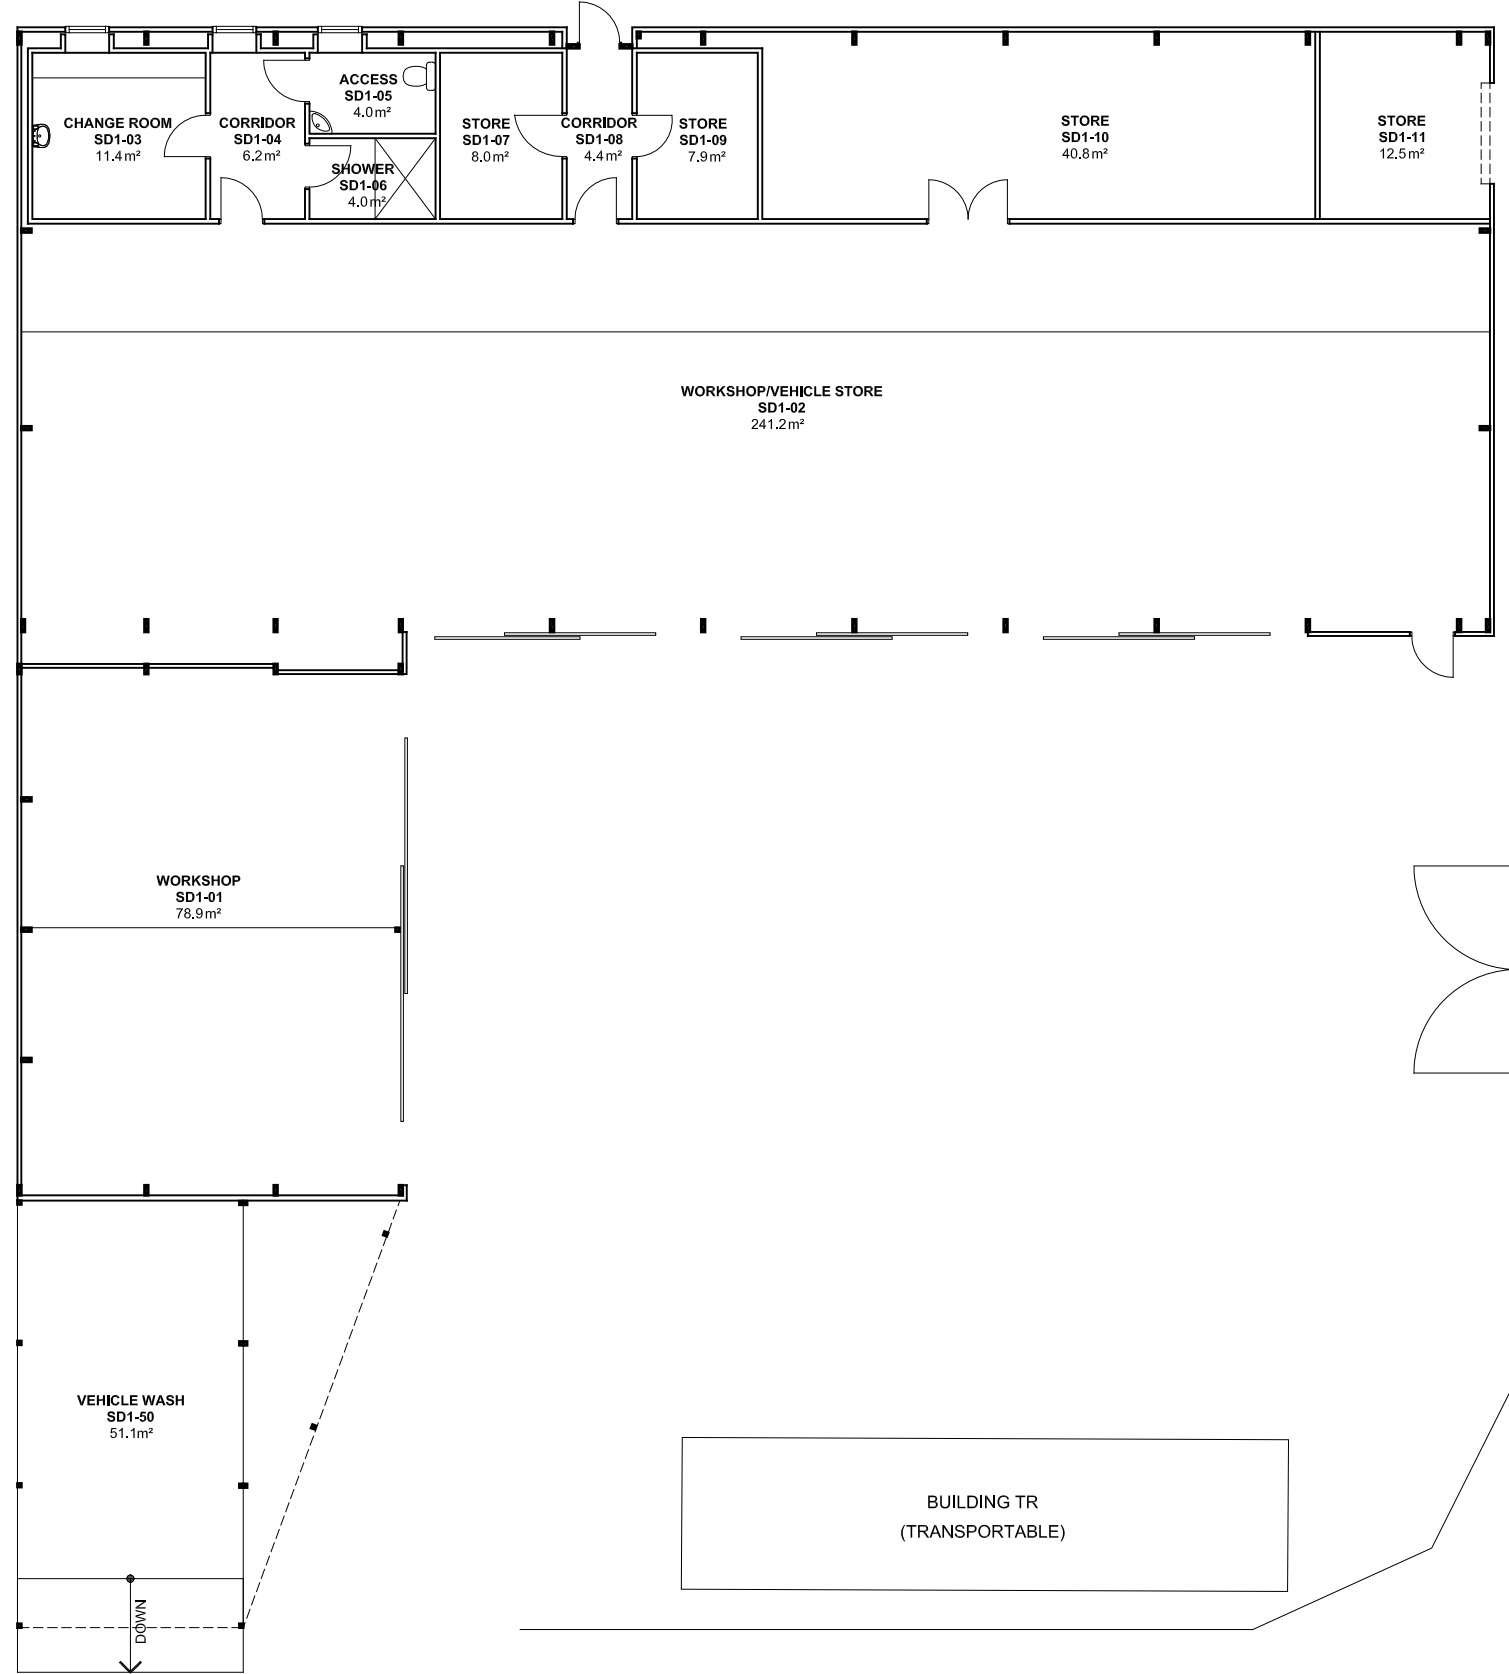 CHANGE ROOM
SD1-03
11.4m²
CORRIDOR
SD1-04
6.2m²
ACCESS
SD1-05
4.0m²
SHOWER
SD1-06
4.0m²
STORE
SD1-07
8.0m²
CORRIDOR
SD1-08
4.4m²
STORE
SD1-09
7.9m²
STORE
SD1-10
40.8m²
STORE
SD1-11
12.5m²
WORKSHOP/VEHICLE STORE
SD1-02
241.2m²
WORKSHOP
SD1-01
78.9m²
VEHICLE WASH
SD1-50
51.1m²
BUILDING TR
(TRANSPORTABLE)
DOWN